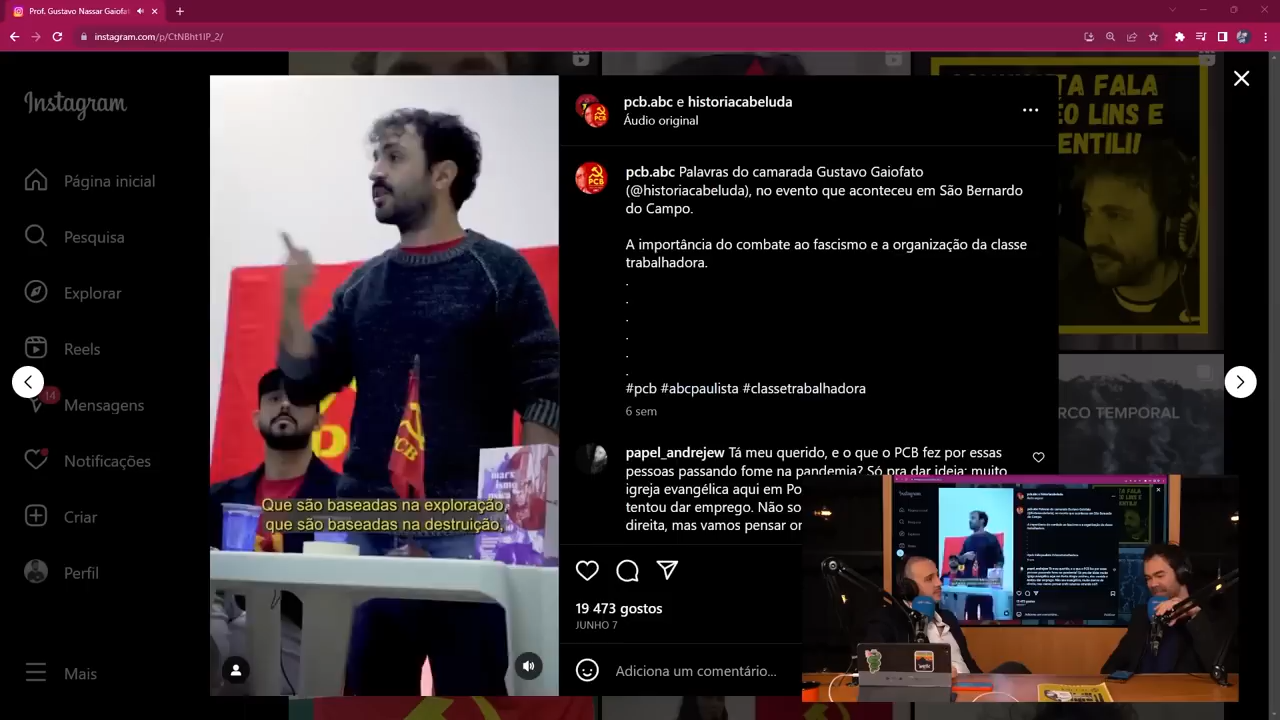 Prof. Gustavo Nassar Gaiofat
instagram.com/p/CtNBht1IP_2/
Instagram
Página inicial
Pesquisa
Explorar
Reels
14
Mensagens
Notificações
Criar
Perfil
Mais
Que são baseadas na exploração,
que são baseadas na destruição,
PCB
pcb.abc e historiacabeluda
Áudio original
pcb.abc Palavras do camarada Gustavo Gaiofato
(@historiacabeluda), no evento que aconteceu em São Bernardo
do Campo.
A importância do combate ao fascismo e a organização da classe
trabalhadora.
.
.
.
.
.
.
#pcb #abcpaulista #classetrabalhadora
6 sem
papel_andrejew Tá meu querido, e o que o PCB fez por essas
pessoas passando fome na pandemia? Só pra dar ideia: muito
igreja evangélica aqui em Po
tentou dar emprego. Não so
direita, mas vamos pensar or
19 473 gostos
JUNHO 7
Adiciona um comentário...
TA FALA
EO LINS E
ENTILI!
RCO TEMPORAL